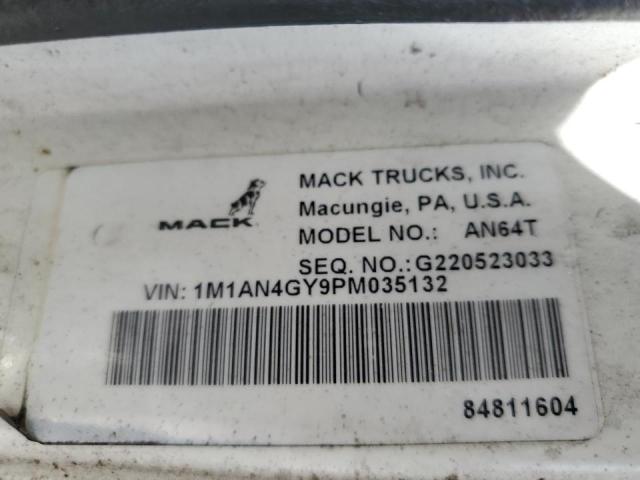 MACK
MACK TRUCKS, INC.
Macungie, PA, U.S.A.
MODEL NO.: AN64T
SEQ. NO.:G220523033
VIN: 1M1AN4GY9PM035132
84811604